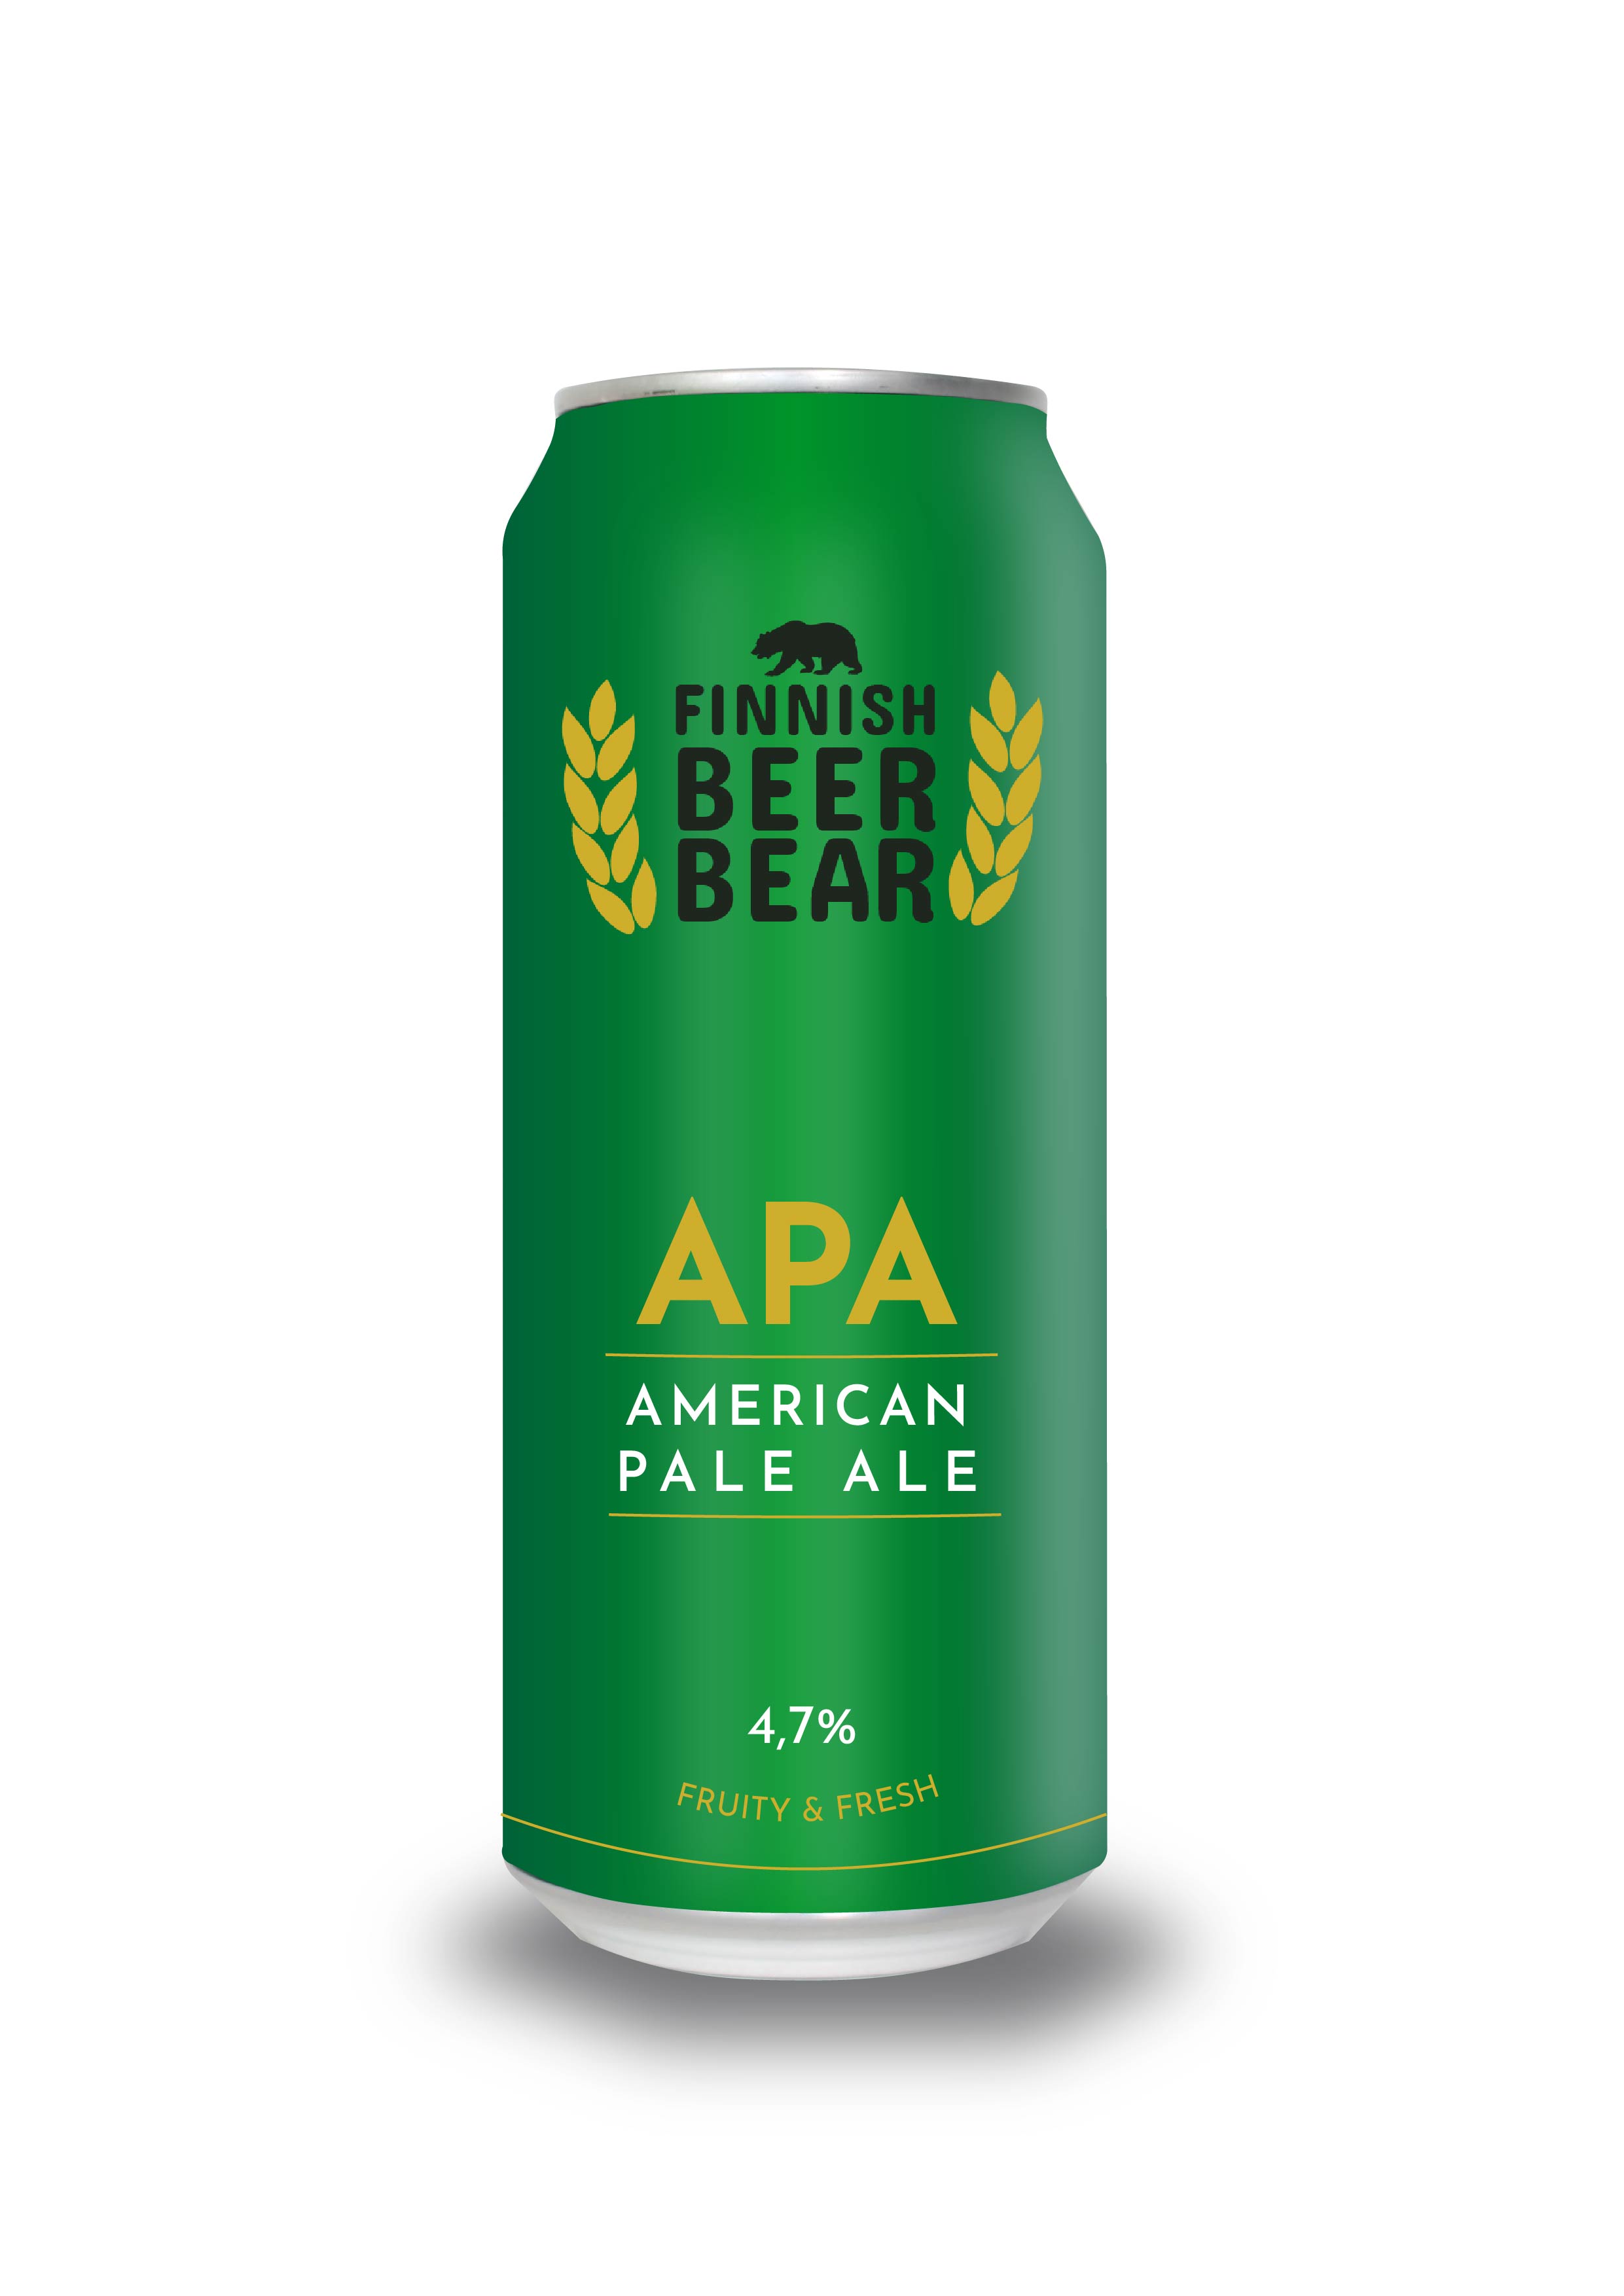 FINNISH
BEER
BEAR
APA
AMERICAN
PALE ALE
4,7%
FRUITY & FRESH